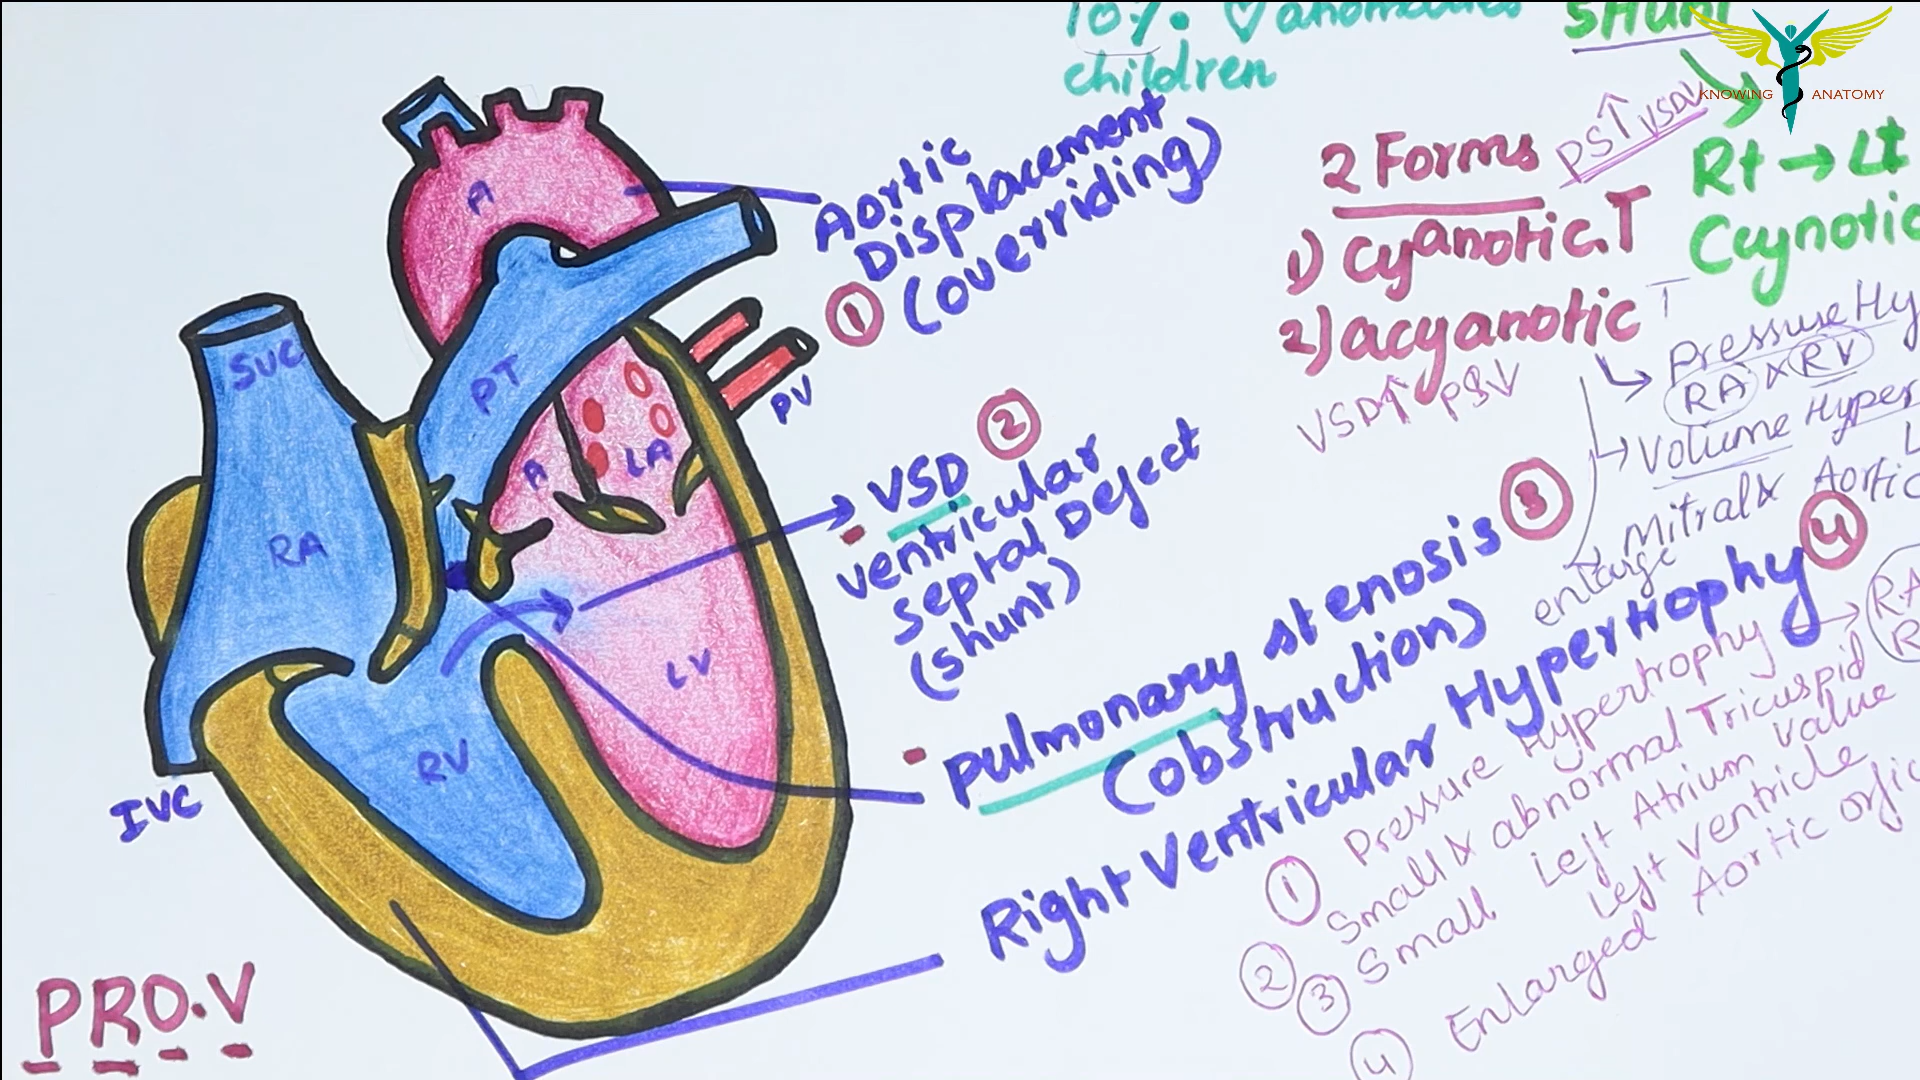 10% ♡ anomalies
children
SHUNT
KNOWING ANATOMY
PS↑ VSD↓
Rt → Lt
Cynotic
2 Forms
1) Cyanotic T
2) acyanotic T
VSD↑ PS↓
A
Aortic
Displacement
(overriding)
1
SVC
PT
PV
A
LA
RA
LV
RV
IVC
VSD 2
ventricular
septal Defect
(shunt)
Pulmonary stenosis 3
(obstruction)
Right Ventricular Hypertrophy 4
Pressure Hy
RA & RV
Volume Hyper
Mitral & Aortic
enlarge
1 Pressure Hypertrophy → RA
2 Small & abnormal Tricuspid
value
3 Small Left Atrium
Left Ventricle
4 Enlarged Aortic orfic
PRO.V